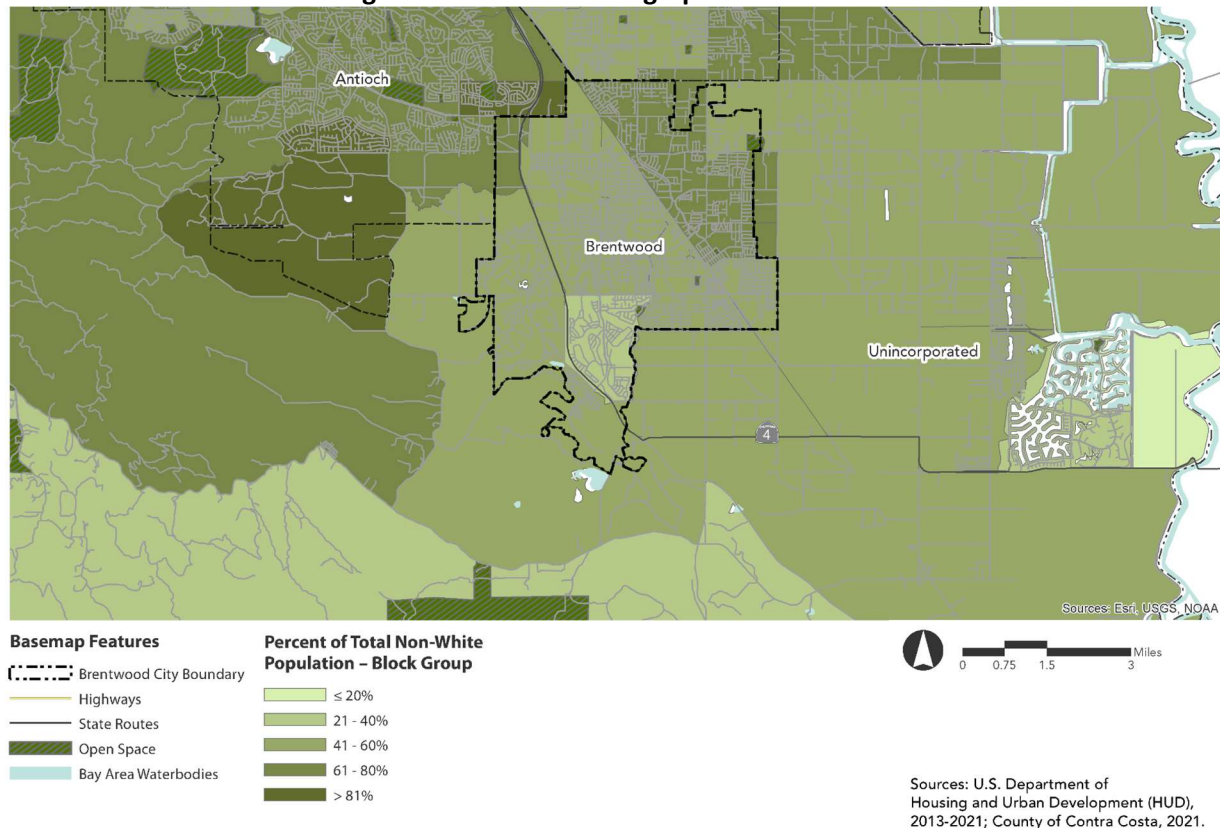 Antioch
Brentwood
Unincorporated
4
Sources: Esri, USGS, NOAA
Basemap Features
Brentwood City Boundary
Highways
State Routes
Open Space
Bay Area Waterbodies
Percent of Total Non-White
Population – Block Group
≤ 20%
21 - 40%
41 - 60%
61 - 80%
> 81%
0 0.75 1.5 3 Miles
Sources: U.S. Department of
Housing and Urban Development (HUD),
2013-2021; County of Contra Costa, 2021.